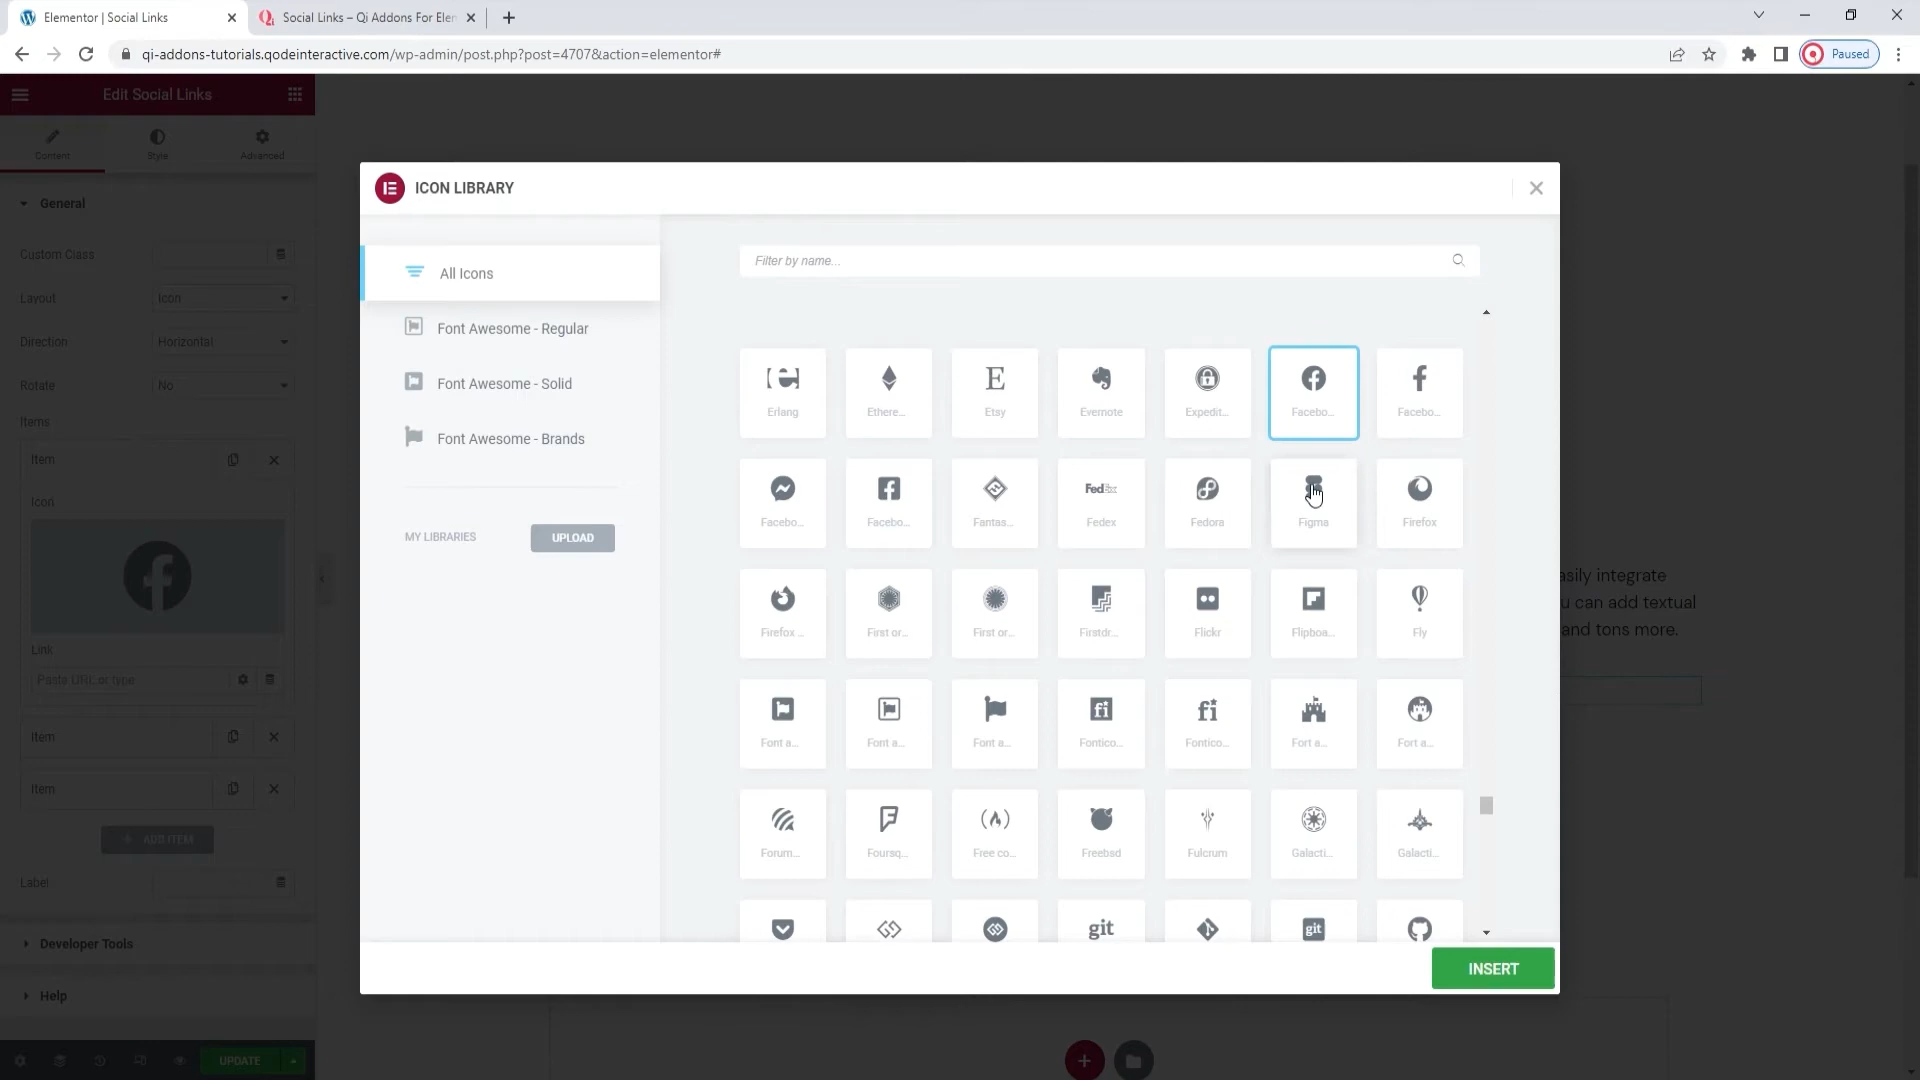 Elementor | Social Links
Social Links – Qi Addons For Elen
qi-addons-tutorials.qodeinteractive.com/wp-admin/post.php?post=4707&action=elementor#
Paused
Edit Social Links
Content
Style
Advanced
General
Custom Class
Layout
Icon
Direction
Horizontal
Rotate
No
Items
Item
Icon
Link
Paste URL or type
Item
Item
ADD ITEM
Label
Developer Tools
Help
UPDATE
ICON LIBRARY
All Icons
Font Awesome - Regular
Font Awesome - Solid
Font Awesome - Brands
MY LIBRARIES
UPLOAD
Filter by name...
Erlang
Ethere...
Etsy
Evernote
Expedit...
Facebo...
Facebo...
Facebo...
Facebo...
Fantas...
FedEx
Fedex
Fedora
Figma
Firefox
Firefox ...
First or...
First or...
Firstdr...
Flickr
Flipboa...
Fly
Font a...
Font a...
Font a...
Fontico...
Fontico...
Fort a...
Fort a...
Forum...
Foursq...
Free co...
Freebsd
Fulcrum
Galacti...
Galacti...
git
git
INSERT
asily integrate
u can add textual
and tons more.